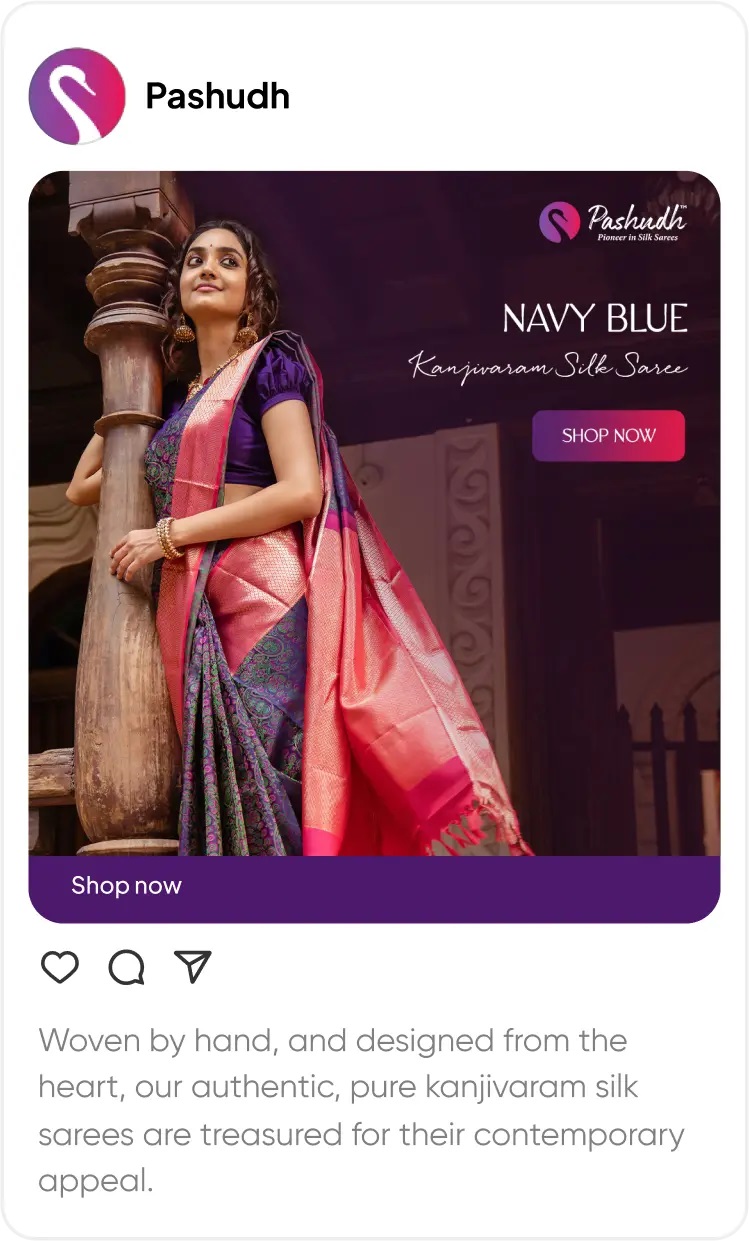 Pashudh
Pashudh™
Pioneer in Silk Sarees
NAVY BLUE
Kanjivaram Silk Saree
SHOP NOW
Shop now
Woven by hand, and designed from the
heart, our authentic, pure kanjivaram silk
sarees are treasured for their contemporary
appeal.